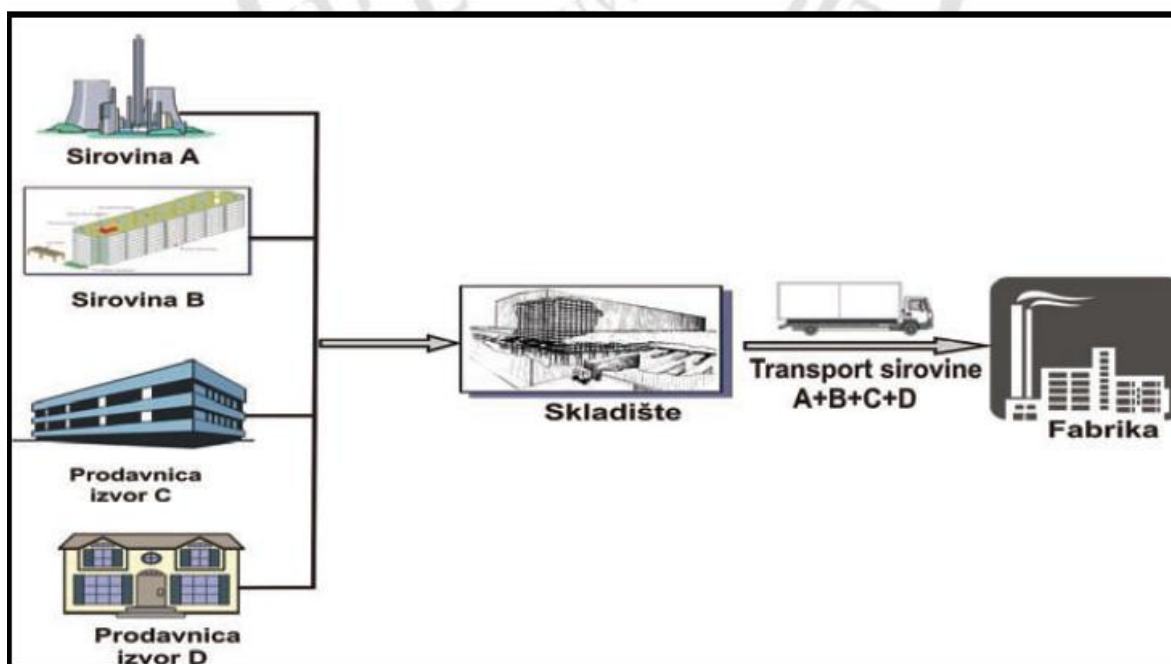 Sirovina A
Sirovina B
Prodavnica
izvor C
Prodavnica
izvor D
Skladište
Transport sirovine
A+B+C+D
Fabrika